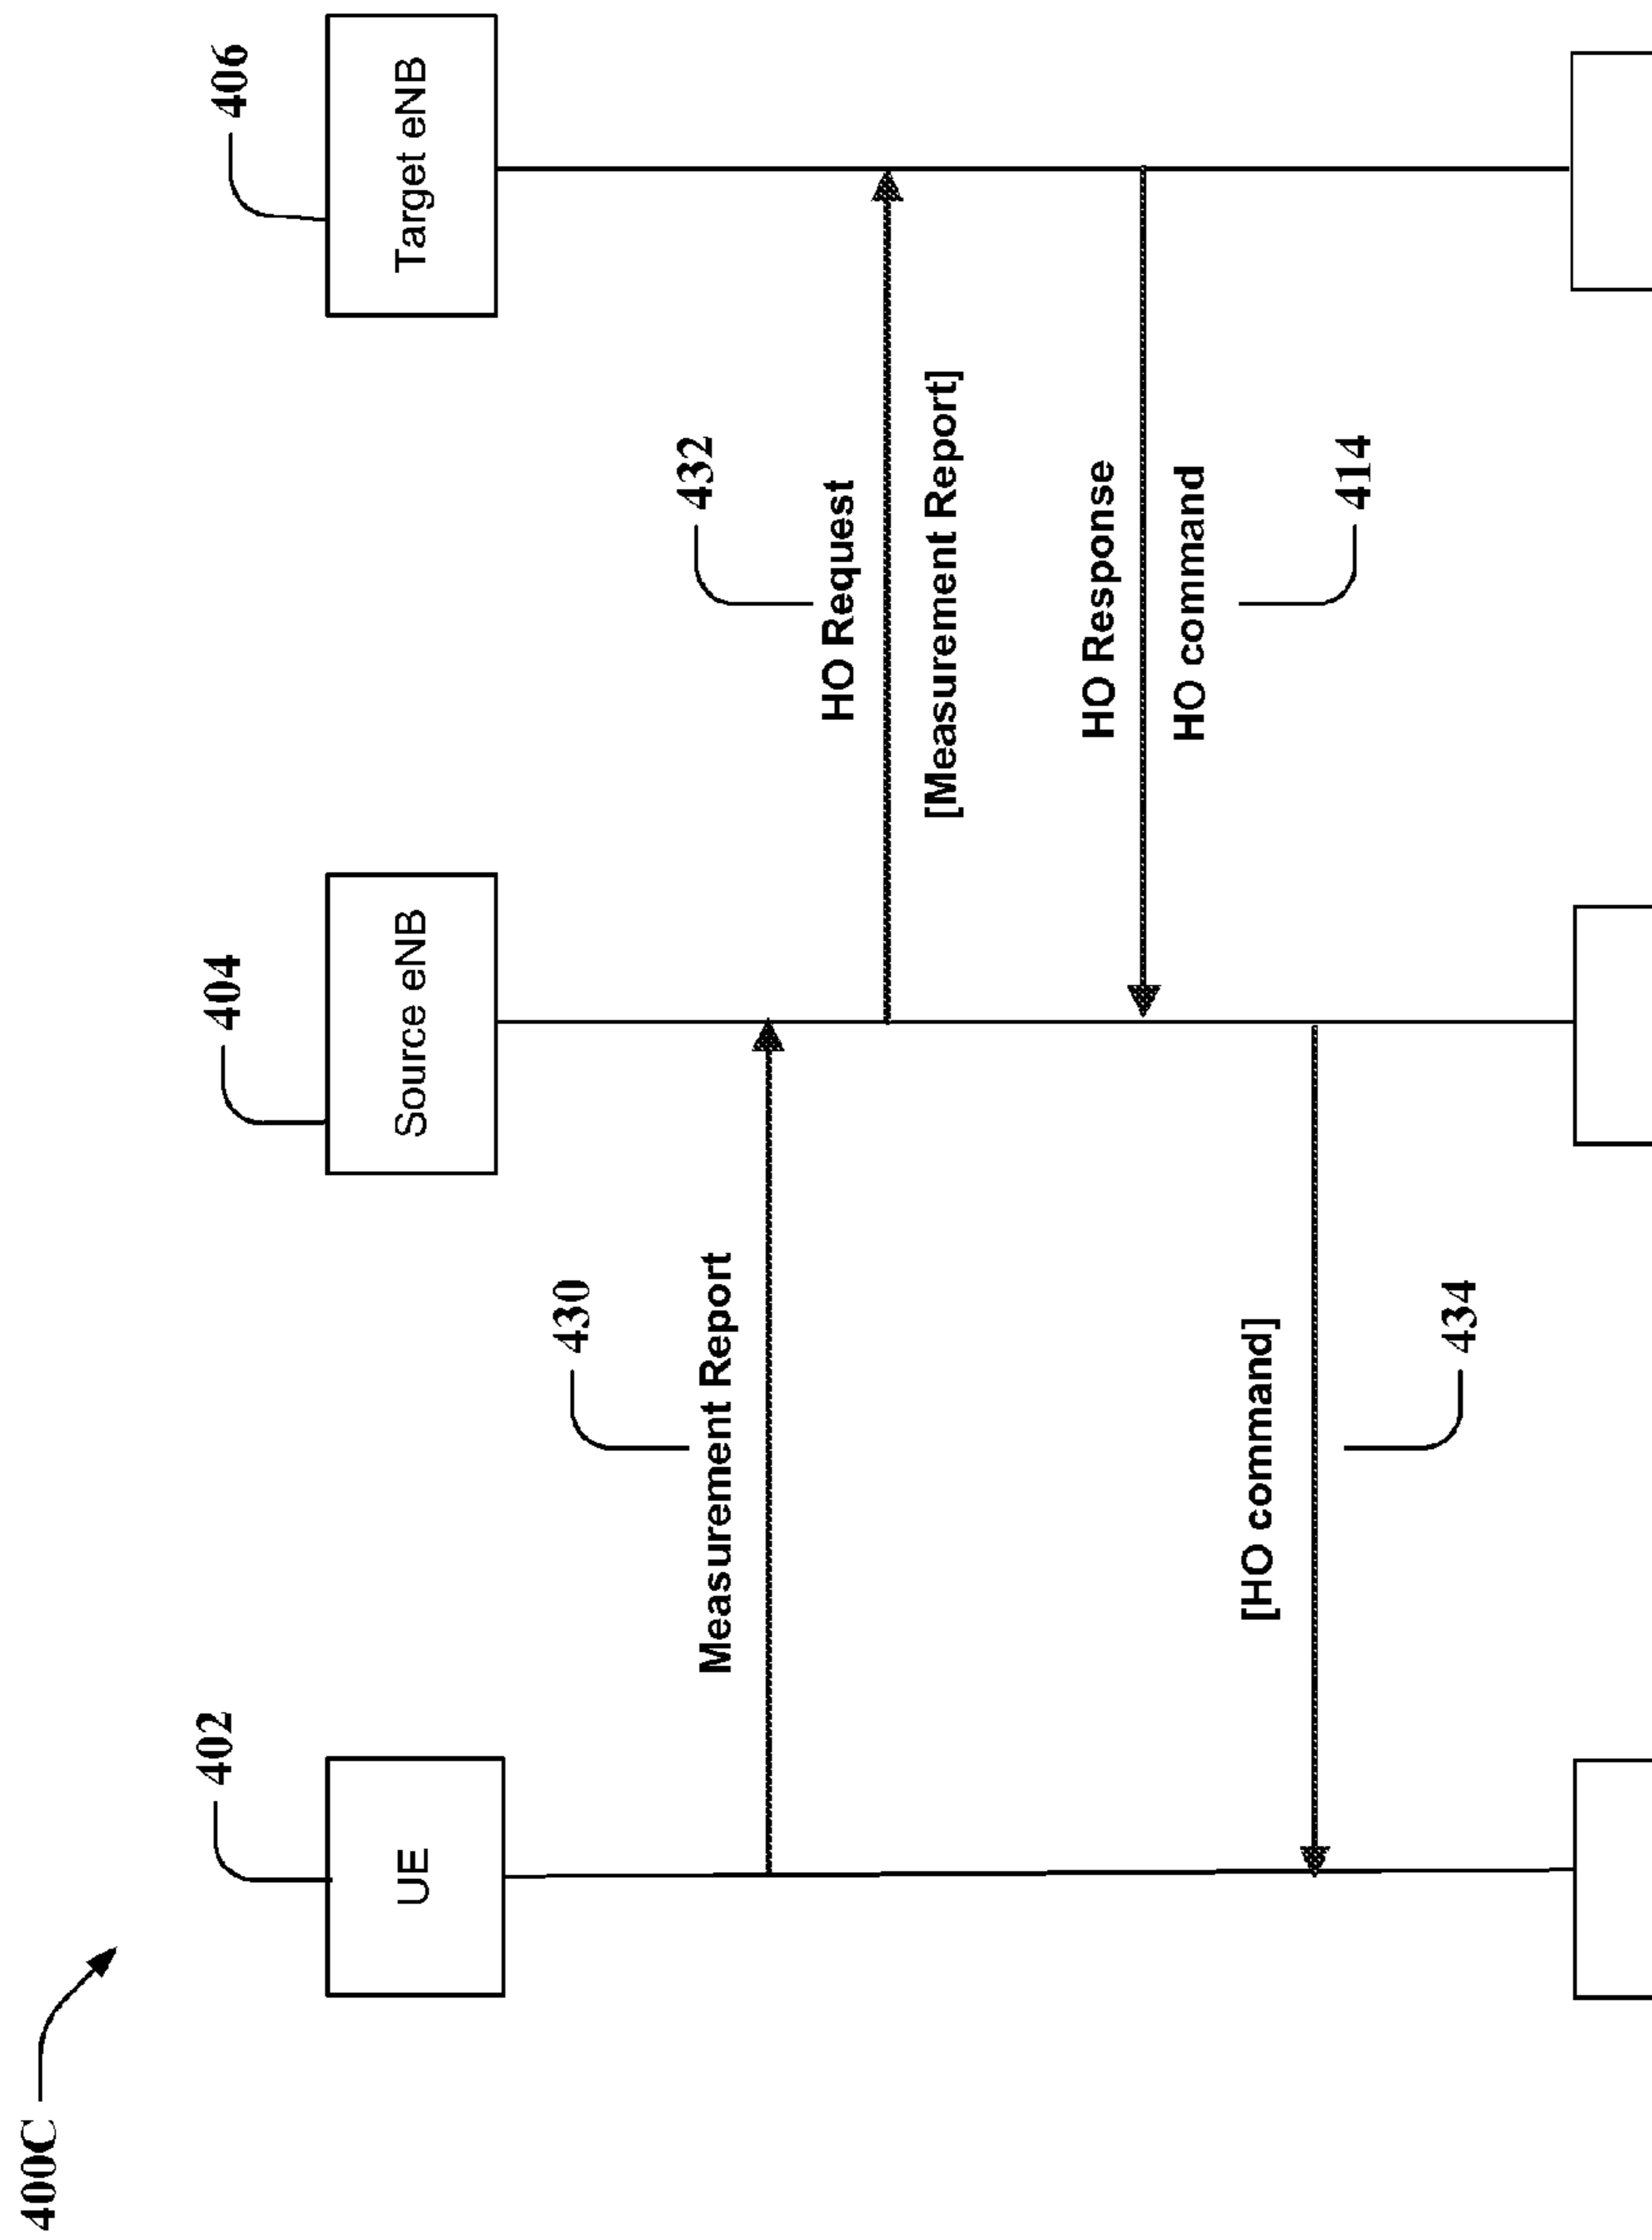 400C
402
404
406
UE
Source eNB
Target eNB
430
Measurement Report
432
HO Request
[Measurement Report]
HO Response
HO command
414
[HO command]
434